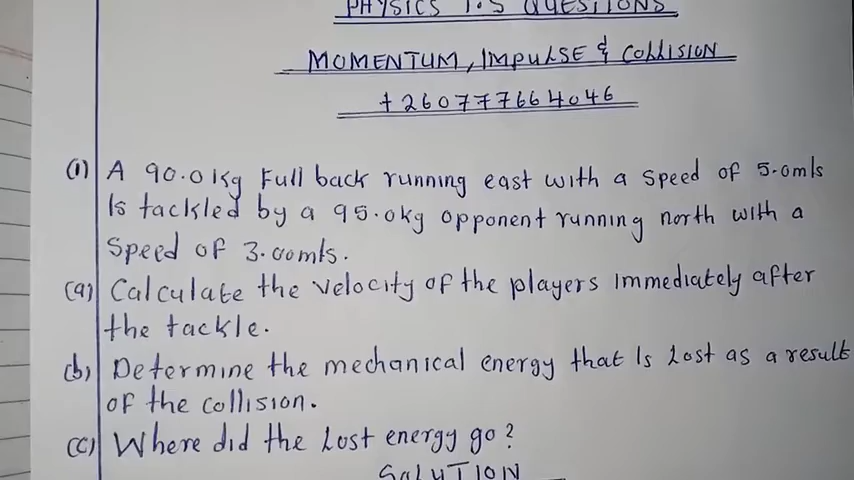 PHYSICS 1.5 QUESTIONS
MOMENTUM, IMPULSE & COLLISION
+260777664046
(1) A 90.0kg Full back running east with a speed of 5.0m/s
Is tackled by a 95.0kg opponent running north with a
Speed of 3.00m/s.
(a) Calculate the velocity of the players immediately after
the tackle.
(b) Determine the mechanical energy that Is Lost as a result
of the collision.
(c) Where did the Lost energy go?
SOLUTION